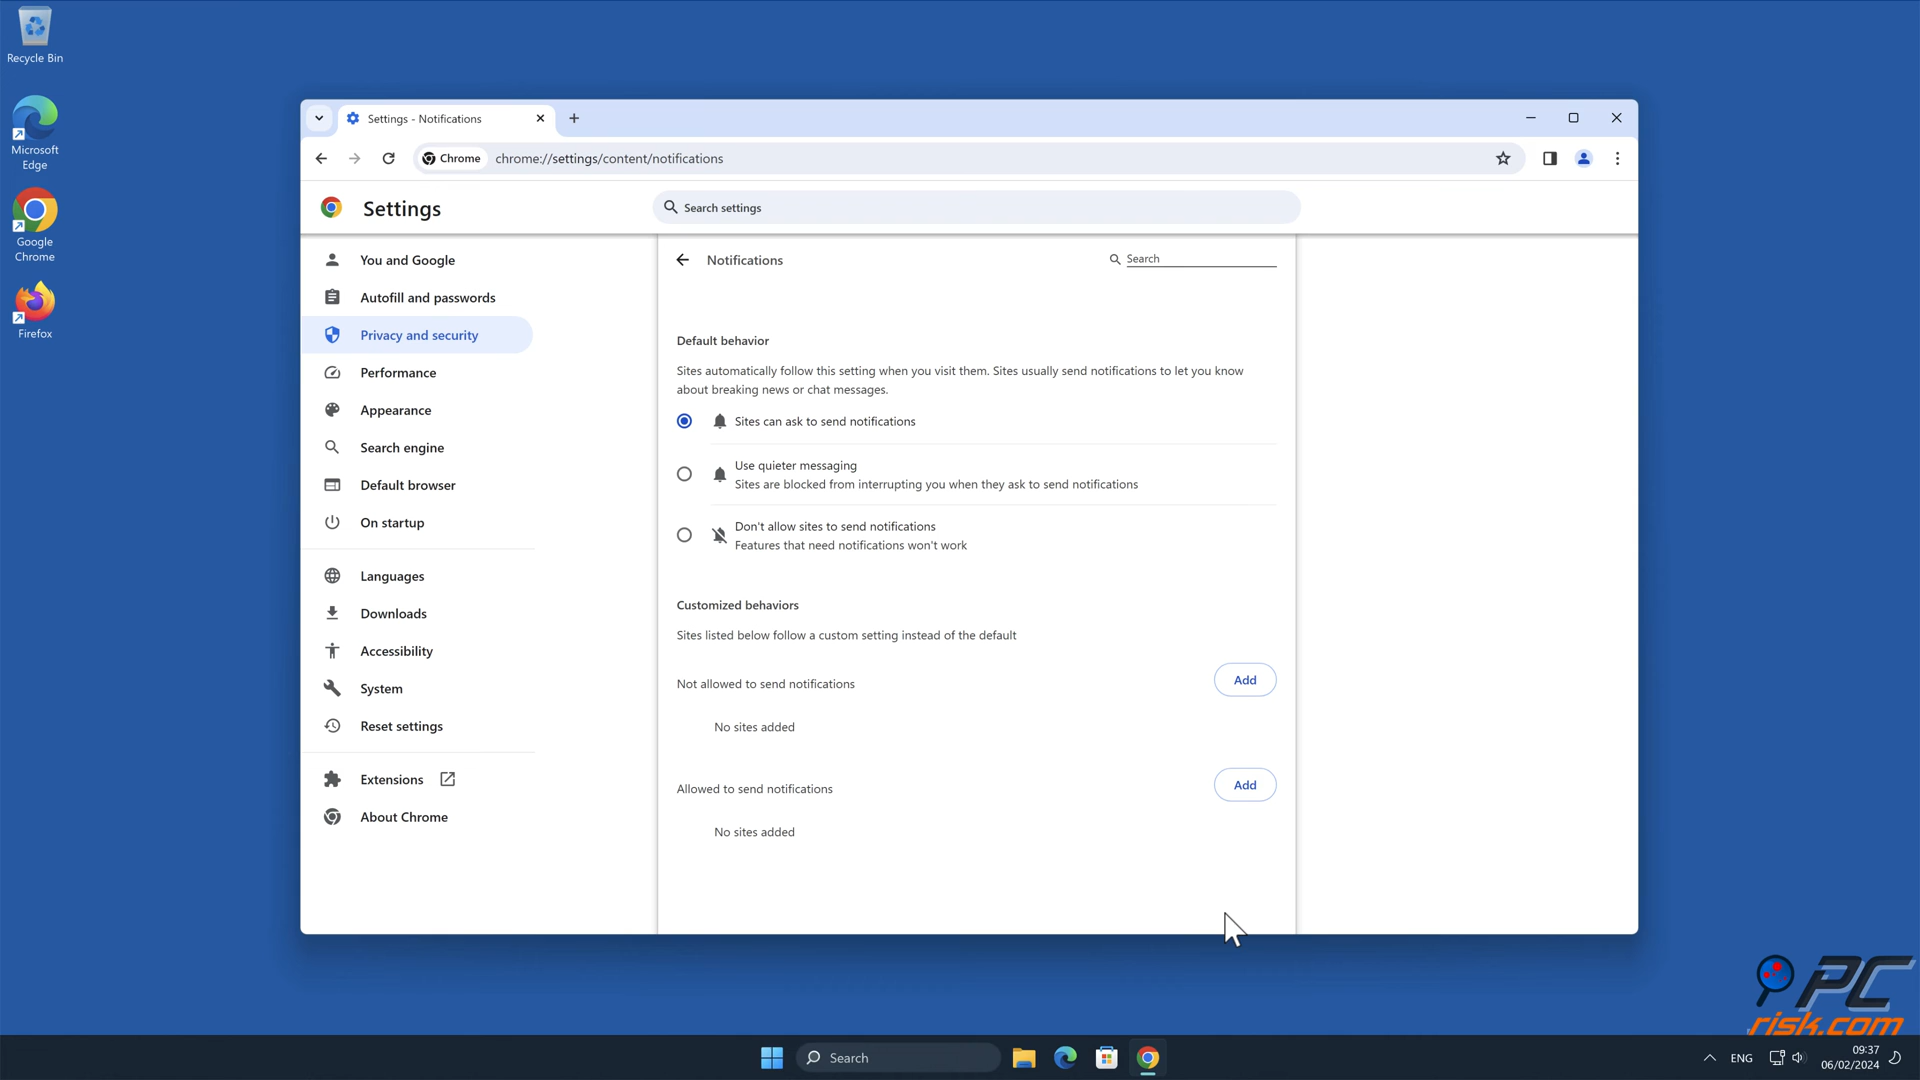 Recycle Bin
Microsoft
Edge
Google
Chrome
Firefox
Settings - Notifications
Chrome
chrome://settings/content/notifications
Settings
Search settings
You and Google
Autofill and passwords
Privacy and security
Performance
Appearance
Search engine
Default browser
On startup
Languages
Downloads
Accessibility
System
Reset settings
Extensions
About Chrome
Notifications
Search
Default behavior
Sites automatically follow this setting when you visit them. Sites usually send notifications to let you know
about breaking news or chat messages.
Sites can ask to send notifications
Use quieter messaging
Sites are blocked from interrupting you when they ask to send notifications
Don't allow sites to send notifications
Features that need notifications won't work
Customized behaviors
Sites listed below follow a custom setting instead of the default
Not allowed to send notifications
Add
No sites added
Allowed to send notifications
Add
No sites added
PC
risk.com
Search
ENG
09:37
06/02/2024